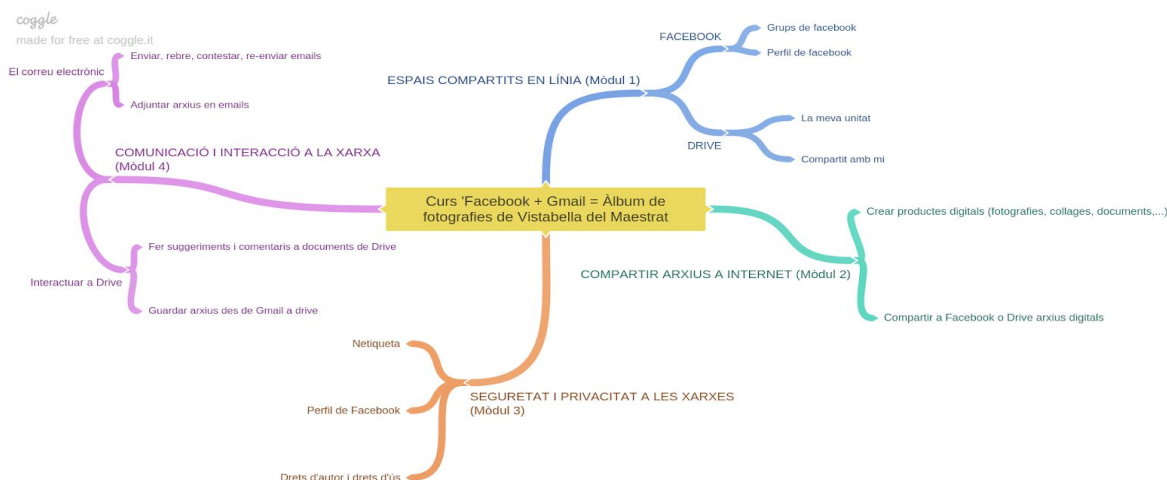 coggle
made for free at coggle.it
Curs 'Facebook + Gmail = Àlbum de
fotografies de Vistabella del Maestrat
ESPAIS COMPARTITS EN LÍNIA (Mòdul 1)
FACEBOOK
Grups de facebook
Perfil de facebook
DRIVE
La meva unitat
Compartit amb mi
COMPARTIR ARXIUS A INTERNET (Mòdul 2)
Crear productes digitals (fotografies, collages, documents,...)
Compartir a Facebook o Drive arxius digitals
SEGURETAT I PRIVACITAT A LES XARXES
(Mòdul 3)
Netiqueta
Perfil de Facebook
Drets d'autor i drets d'ús
COMUNICACIÓ I INTERACCIÓ A LA XARXA
(Mòdul 4)
El correu electrònic
Enviar, rebre, contestar, re-enviar emails
Adjuntar arxius en emails
Interactuar a Drive
Fer suggeriments i comentaris a documents de Drive
Guardar arxius des de Gmail a drive